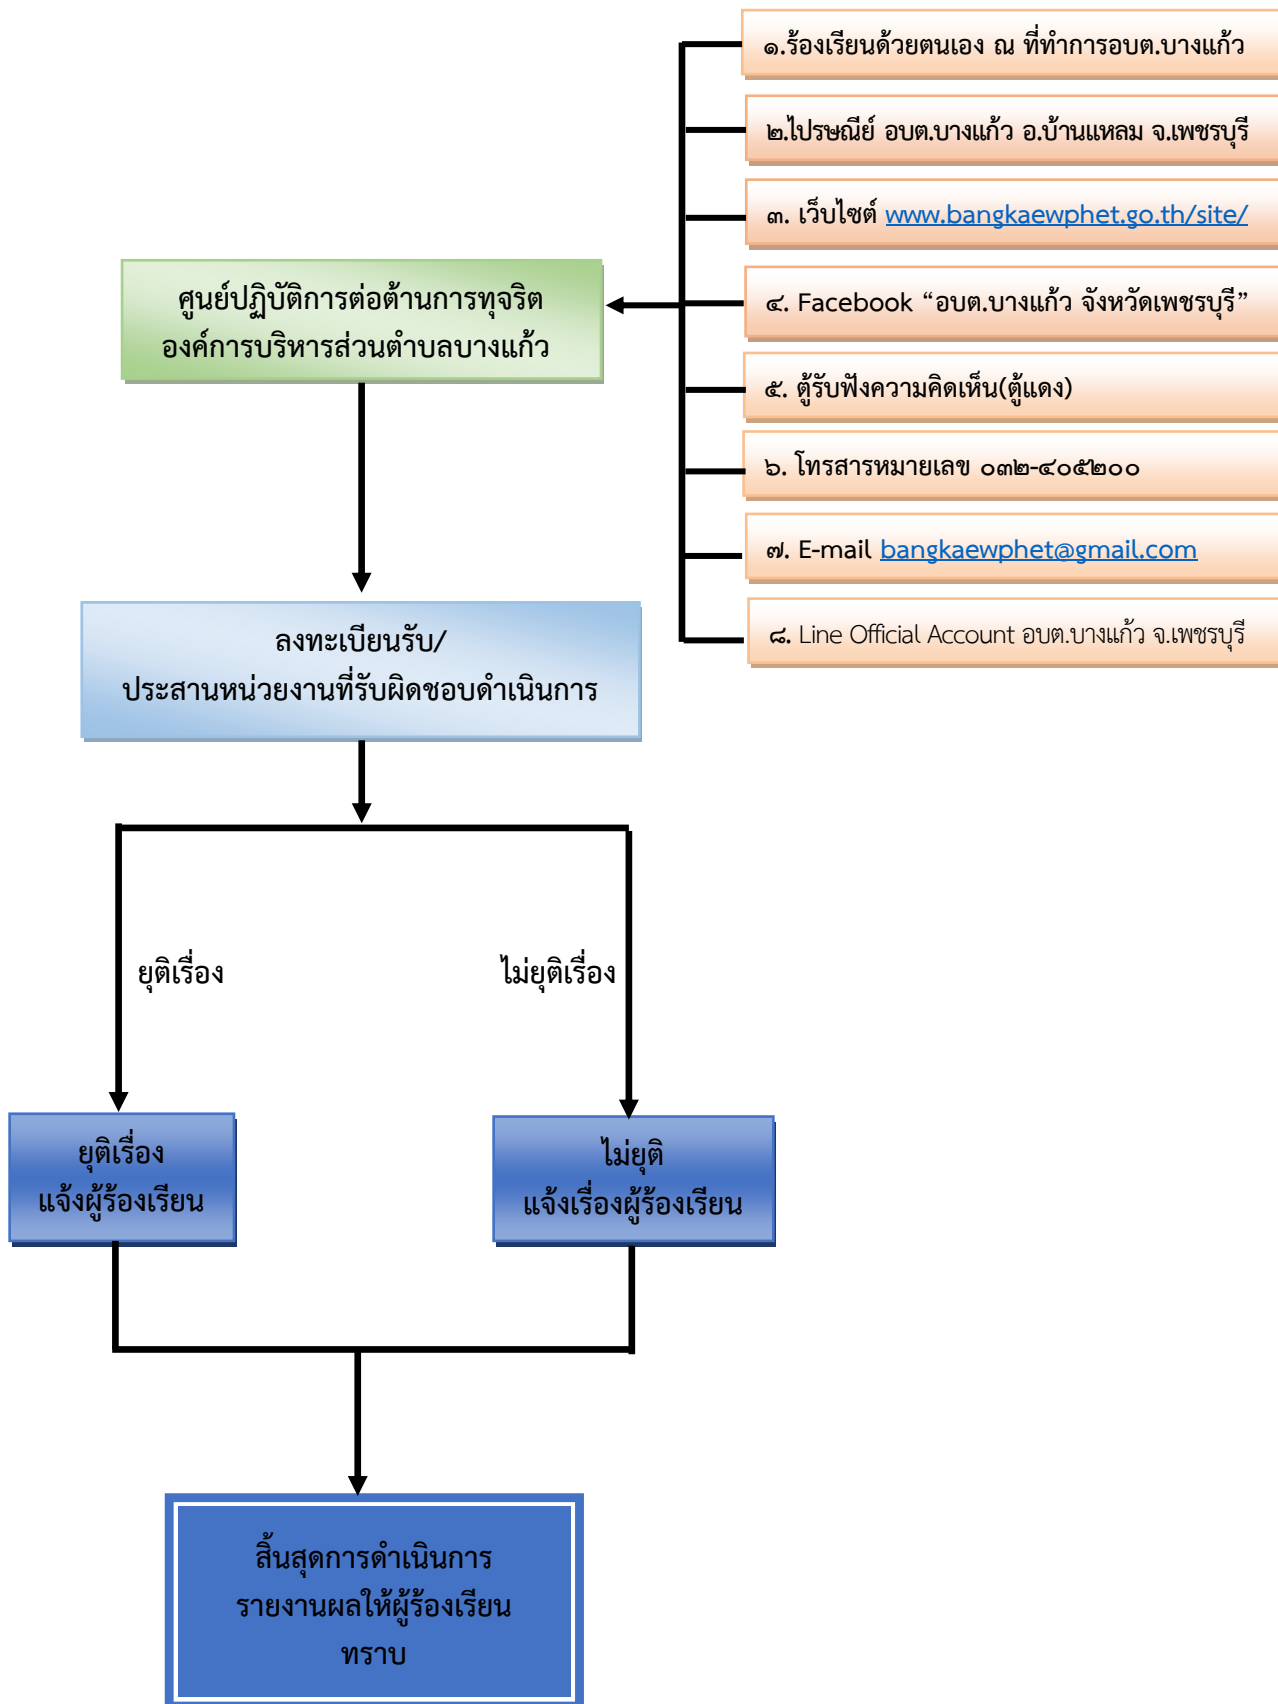 ๑.ร้องเรียนด้วยตนเอง ณ ที่ทำการอบต.บางแก้ว
๒.ไปรษณีย์ อบต.บางแก้ว อ.บ้านแหลม จ.เพชรบุรี
๓. เว็บไซต์ www.bangkaewphet.go.th/site/
๔. Facebook “อบต.บางแก้ว จังหวัดเพชรบุรี”
๕. ตู้รับฟังความคิดเห็น(ตู้แดง)
๖. โทรสารหมายเลข ๐๓๒-๔๐๕๒๐๐
๗. E-mail bangkaewphet@gmail.com
๘. Line Official Account อบต.บางแก้ว จ.เพชรบุรี
ศูนย์ปฏิบัติการต่อต้านการทุจริต
องค์การบริหารส่วนตำบลบางแก้ว
ลงทะเบียนรับ/
ประสานหน่วยงานที่รับผิดชอบดำเนินการ
ยุติเรื่อง
ไม่ยุติเรื่อง
ยุติเรื่อง
แจ้งผู้ร้องเรียน
ไม่ยุติ
แจ้งเรื่องผู้ร้องเรียน
สิ้นสุดการดำเนินการ
รายงานผลให้ผู้ร้องเรียน
ทราบ